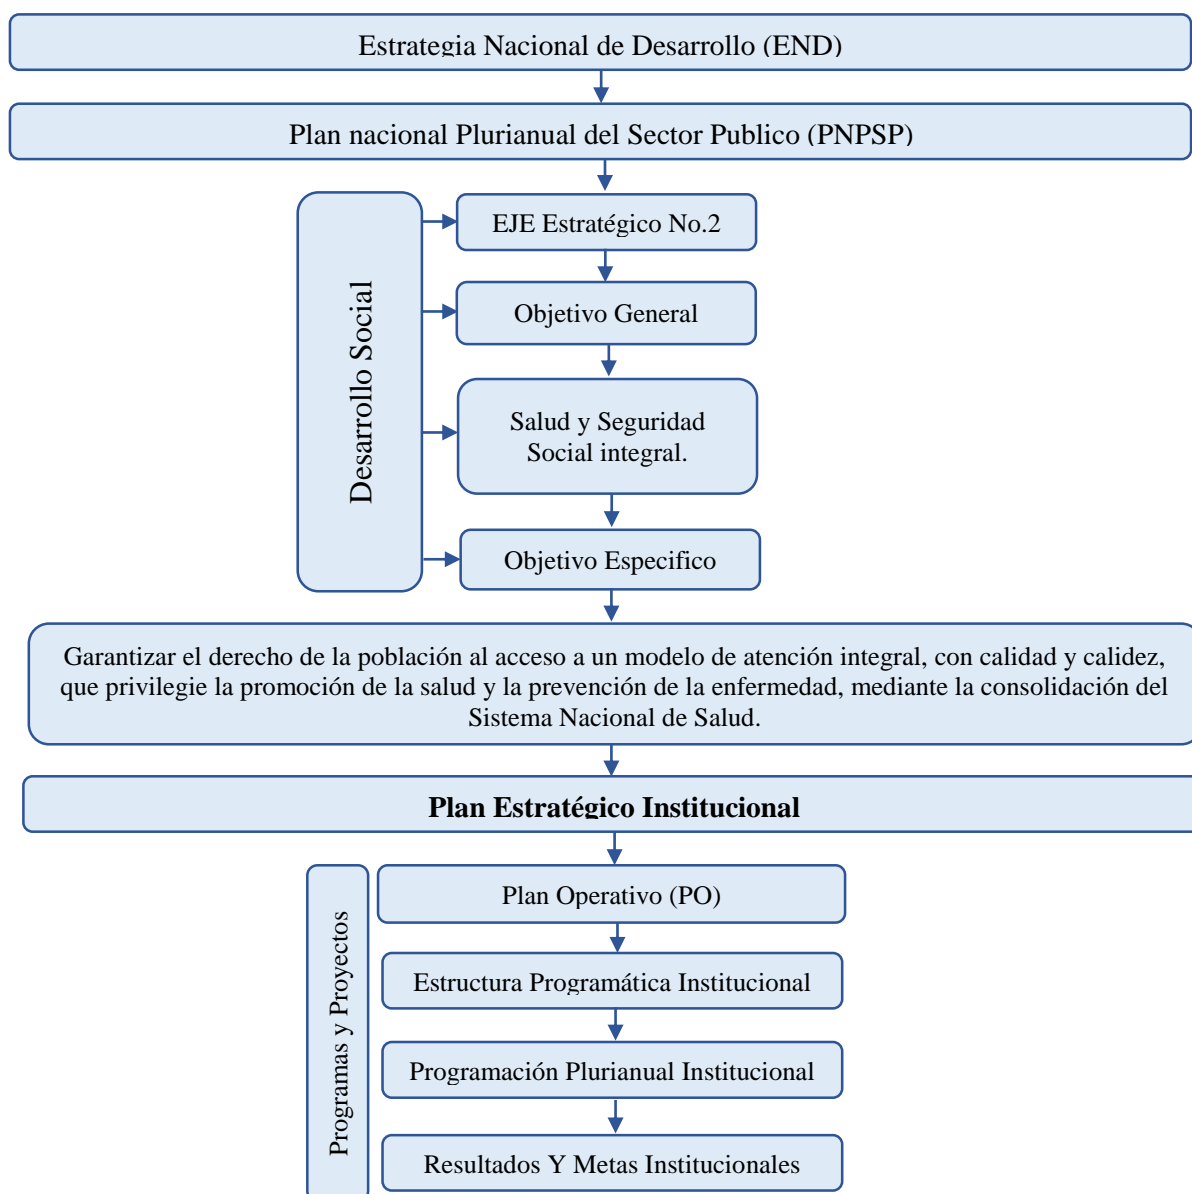 Estrategia Nacional de Desarrollo (END)
Plan nacional Plurianual del Sector Publico (PNPSP)
Desarrollo Social
EJE Estratégico No.2
Objetivo General
Salud y Seguridad
Social integral.
Objetivo Especifico
Garantizar el derecho de la población al acceso a un modelo de atención integral, con calidad y calidez,
que privilegie la promoción de la salud y la prevención de la enfermedad, mediante la consolidación del
Sistema Nacional de Salud.
Plan Estratégico Institucional
Programas y Proyectos
Plan Operativo (PO)
Estructura Programática Institucional
Programación Plurianual Institucional
Resultados Y Metas Institucionales